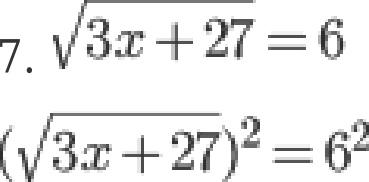 7. √(3x + 27) = 6
(√(3x + 27))² = 6²